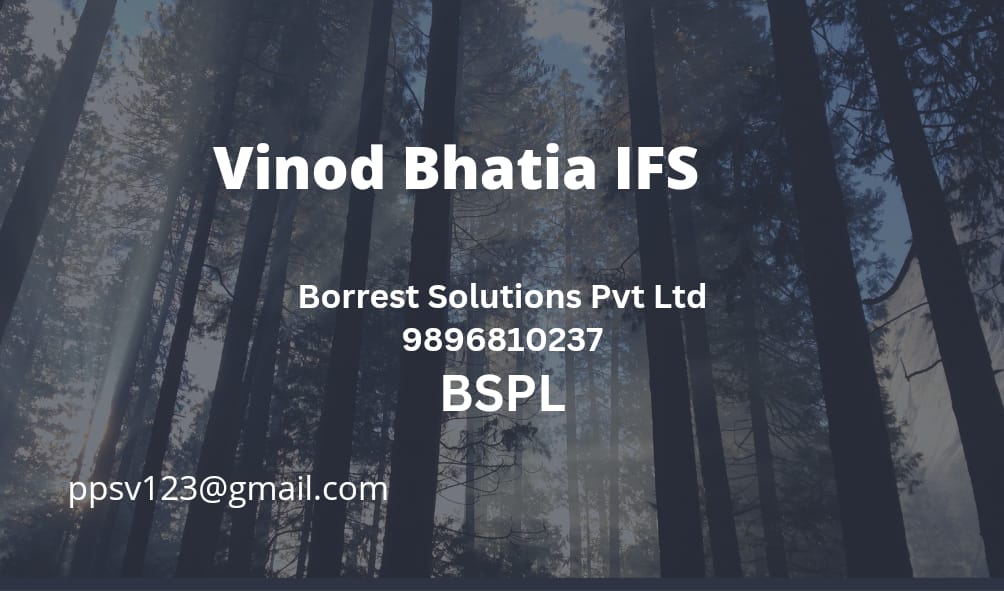 Vinod Bhatia IFS
Borrest Solutions Pvt Ltd
9896810237
BSPL
ppsv123@gmail.com